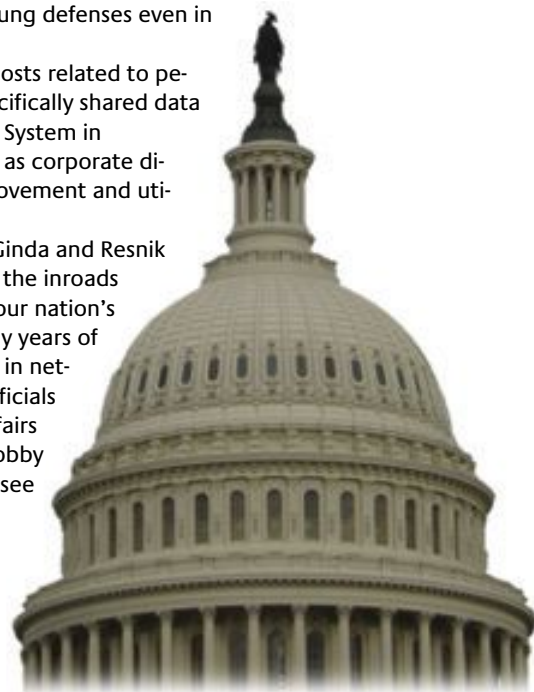 ung defenses even in
osts related to pe-
cifically shared data
System in
as corporate di-
ovement and uti-
Ginda and Resnik
the inroads
our nation's
y years of
in net-
ficials
fairs
obby
see